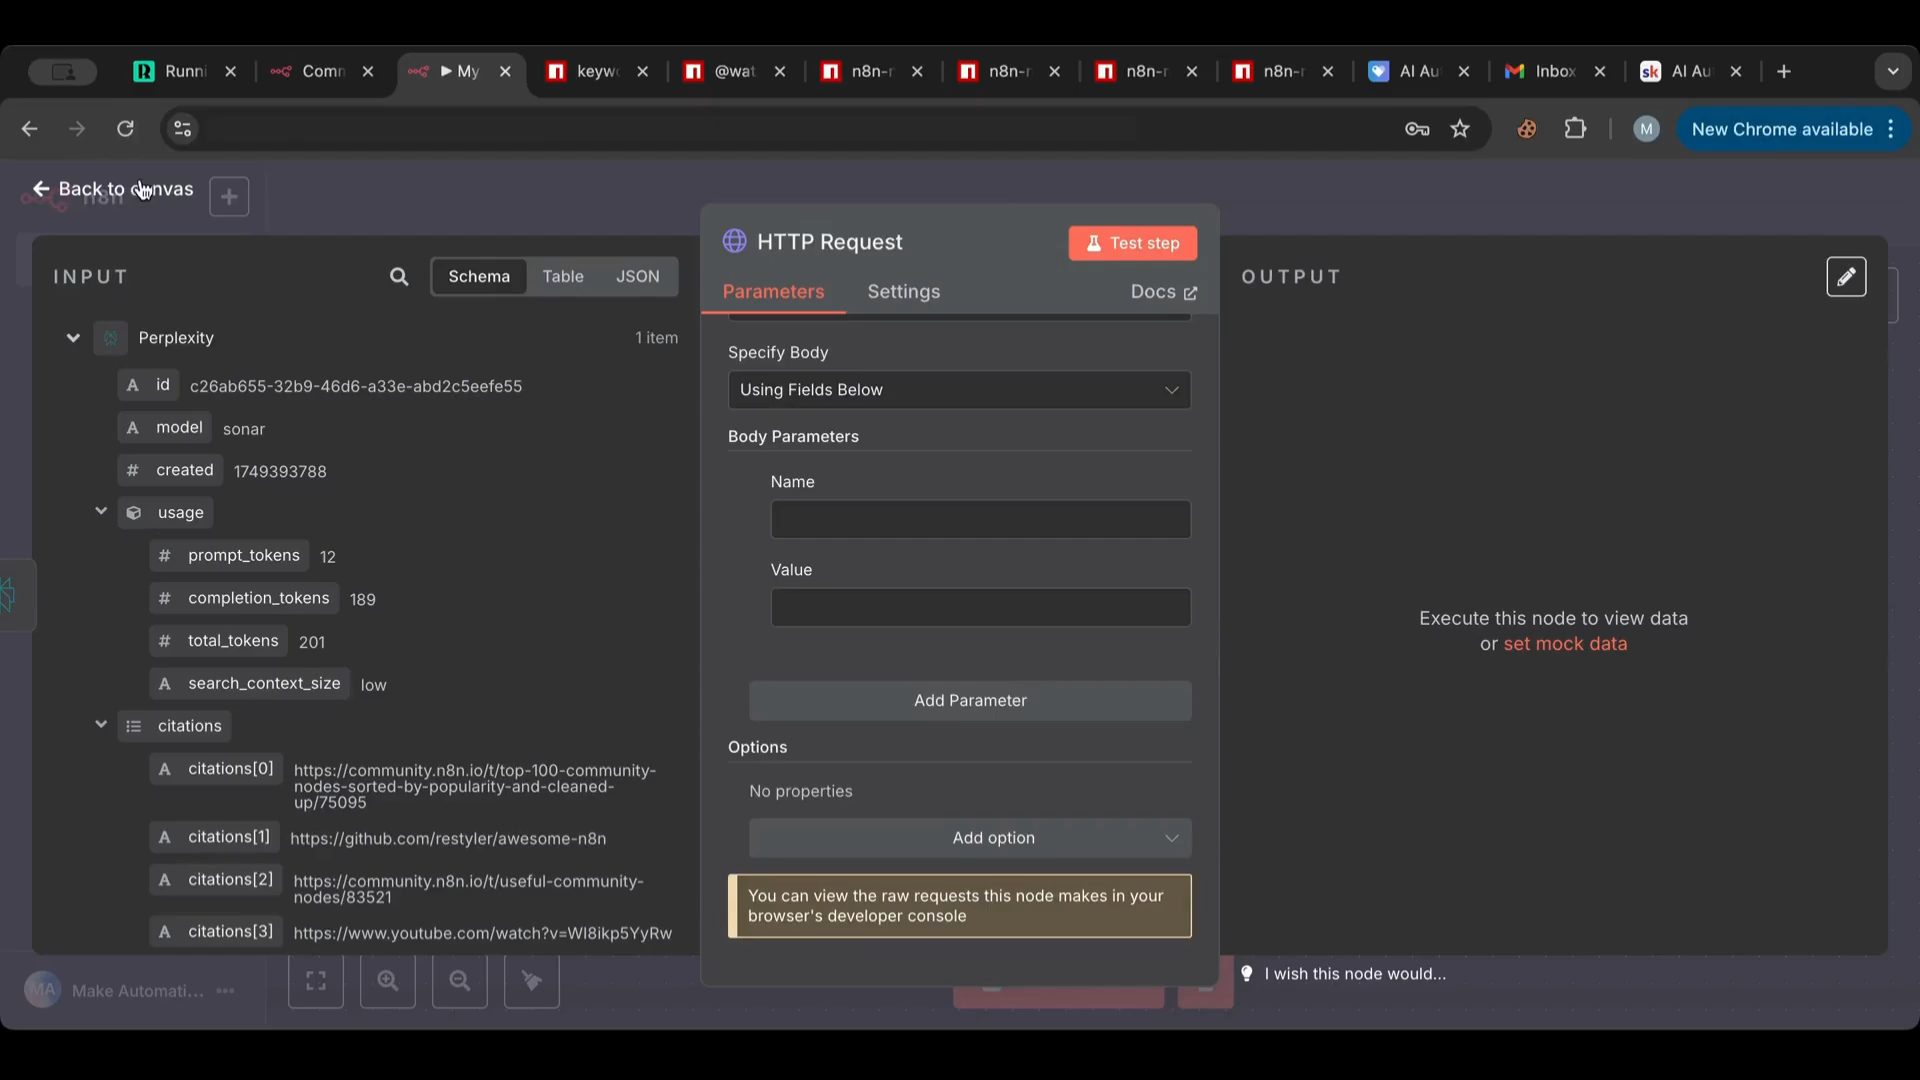 Runni
Comm
▶ My
keywo
@wat
n8n-r
n8n-r
n8n-r
n8n-r
AI Au
Inbox
AI Au
New Chrome available
Back to canvas
n8n
INPUT
Schema
Table
JSON
Perplexity
1 item
A id c26ab655-32b9-46d6-a33e-abd2c5eefe55
A model sonar
# created 1749393788
usage
# prompt_tokens 12
# completion_tokens 189
# total_tokens 201
A search_context_size low
citations
A citations[0] https://community.n8n.io/t/top-100-community-
nodes-sorted-by-popularity-and-cleaned-
up/75095
A citations[1] https://github.com/restyler/awesome-n8n
A citations[2] https://community.n8n.io/t/useful-community-
nodes/83521
A citations[3] https://www.youtube.com/watch?v=WI8ikp5YyRw
HTTP Request
Test step
Parameters
Settings
Docs
Specify Body
Using Fields Below
Body Parameters
Name
Value
Add Parameter
Options
No properties
Add option
You can view the raw requests this node makes in your
browser's developer console
OUTPUT
Execute this node to view data
or set mock data
I wish this node would...
MA
Make Automati...
M
sk